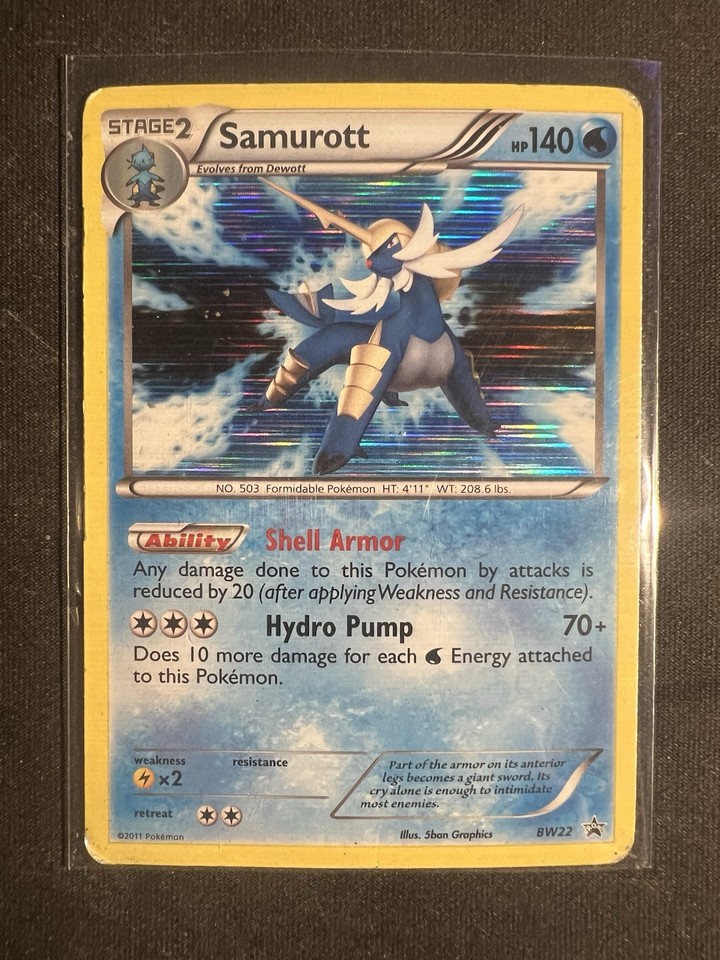 STAGE2
Samurott
HP140
Evolves from Dewott
NO. 503 Formidable Pokémon HT: 4'11" WT: 208.6 lbs.
Ability Shell Armor
Any damage done to this Pokémon by attacks is
reduced by 20 (after applying Weakness and Resistance).
Hydro Pump 70+
Does 10 more damage for each Energy attached
to this Pokémon.
weakness resistance
×2
retreat
Part of the armor on its anterior
legs becomes a giant sword. Its
cry alone is enough to intimidate
most enemies.
©2011 Pokémon
Illus. 5ban Graphics
BW22